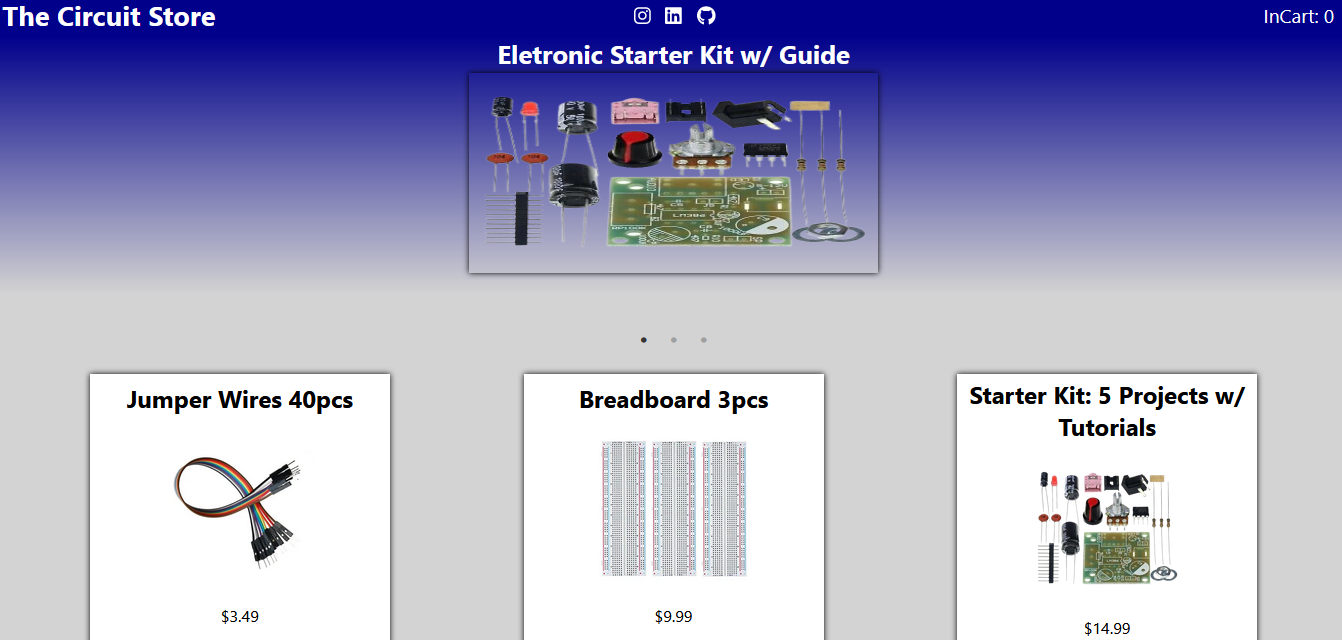 The Circuit Store
InCart: 0
Eletronic Starter Kit w/ Guide
Jumper Wires 40pcs
Breadboard 3pcs
Starter Kit: 5 Projects w/
Tutorials
$3.49
$9.99
$14.99